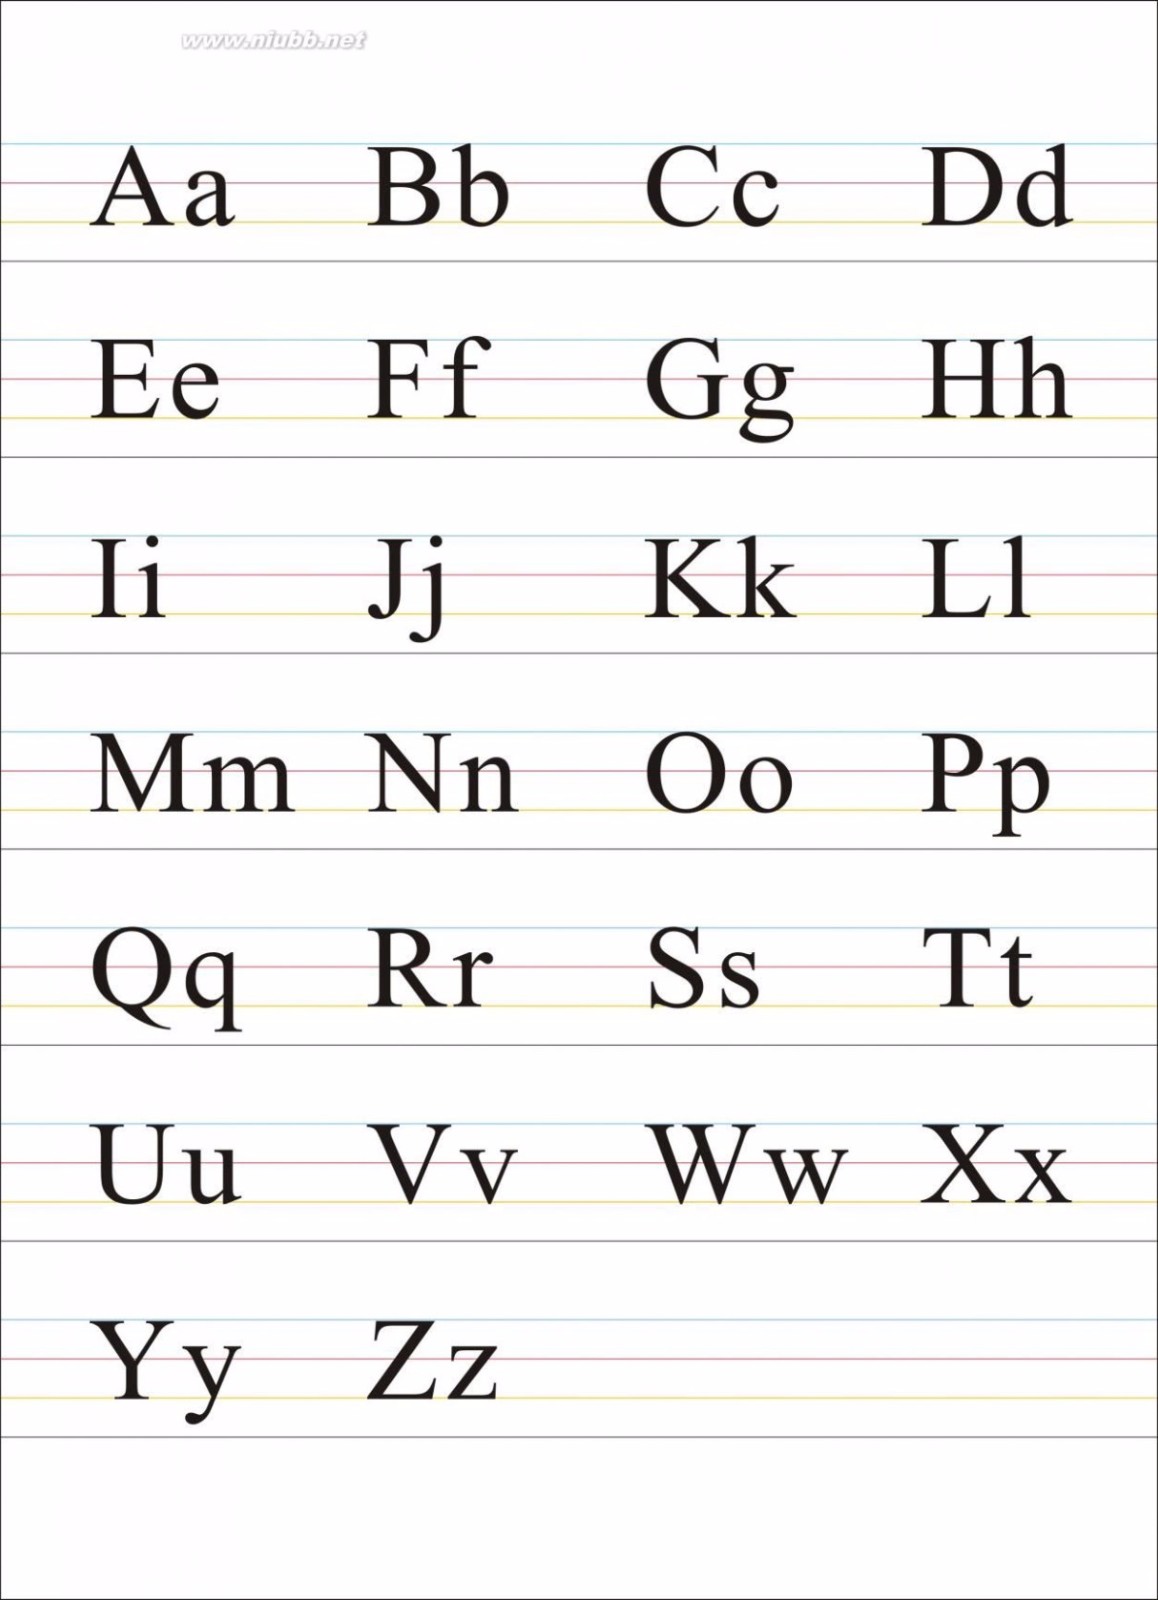 www.niubb.net
Aa Bb Cc Dd
Ee Ff Gg Hh
Ii Jj Kk Ll
Mm Nn Oo Pp
Qq Rr Ss Tt
Uu Vv Ww Xx
Yy Zz